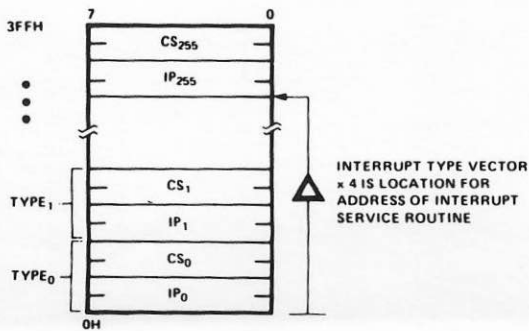 7 0
3FFH
CS255
IP255
INTERRUPT TYPE VECTOR
× 4 IS LOCATION FOR
ADDRESS OF INTERRUPT
SERVICE ROUTINE
TYPE1
CS1
IP1
TYPE0
CS0
IP0
0H